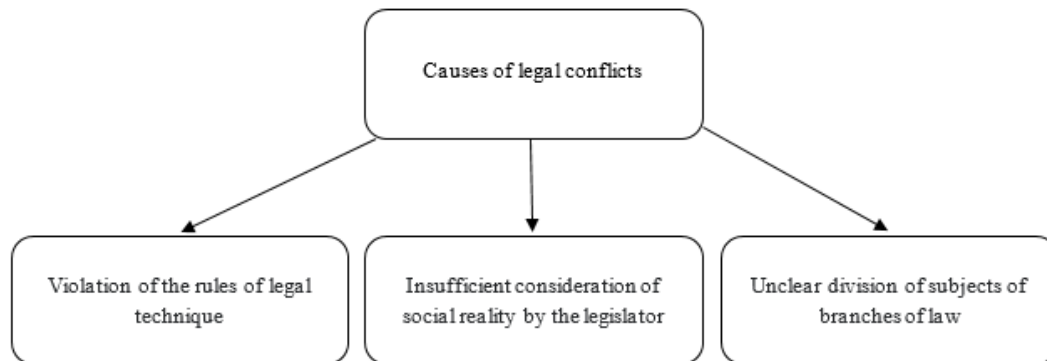 Causes of legal conflicts
Violation of the rules of legal
technique
Insufficient consideration of
social reality by the legislator
Unclear division of subjects of
branches of law